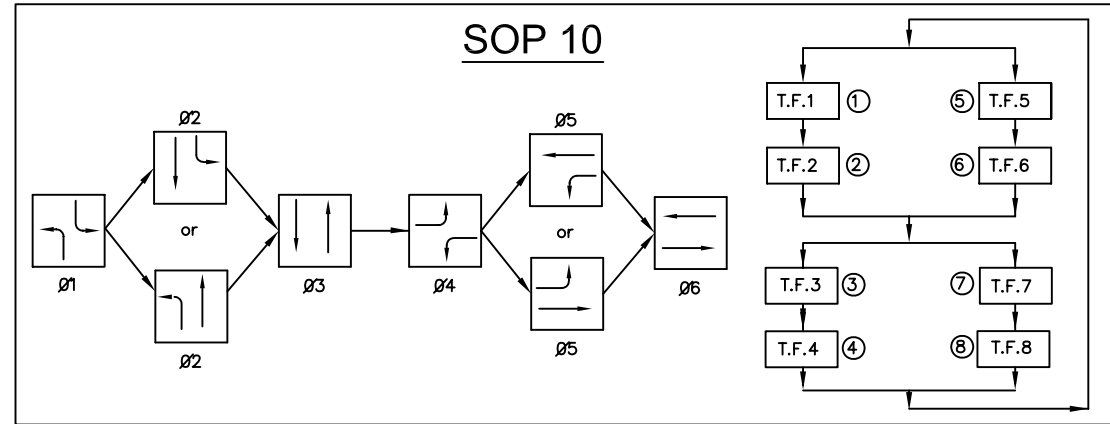 SOP 10
Ø1
Ø2
or
Ø2
Ø3
Ø4
Ø5
or
Ø5
Ø6
T.F.1 ①
⑤ T.F.5
T.F.2 ②
⑥ T.F.6
T.F.3 ③
⑦ T.F.7
T.F.4 ④
⑧ T.F.8